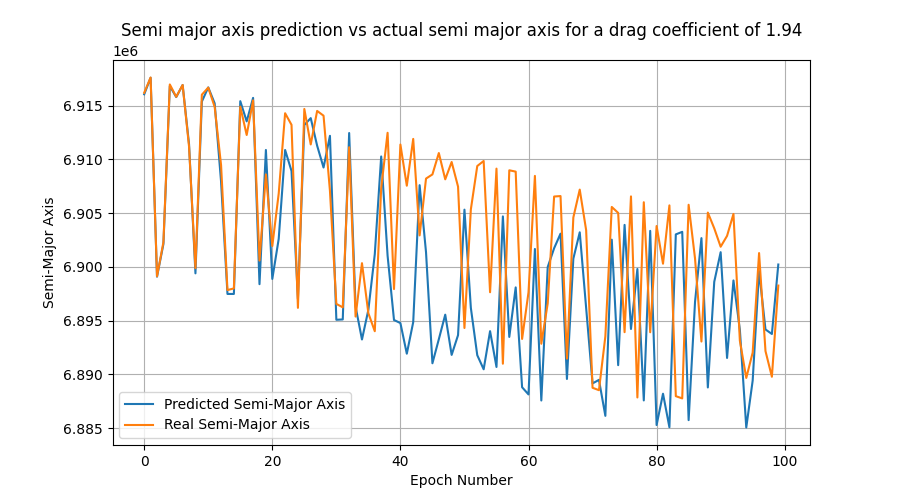 Semi major axis prediction vs actual semi major axis for a drag coefficient of 1.94
1e6
6.915
6.910
6.905
6.900
6.895
6.890
6.885
Semi-Major Axis
Predicted Semi-Major Axis
Real Semi-Major Axis
0 20 40 60 80 100
Epoch Number